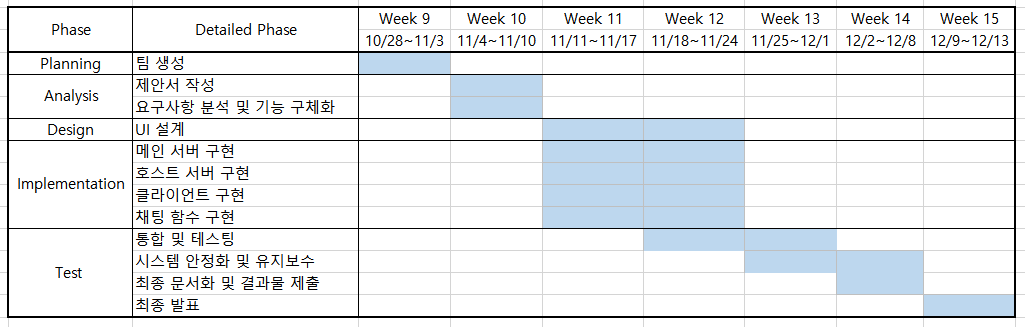 Phase Detailed Phase Week 9 Week 10 Week 11 Week 12 Week 13 Week 14 Week 15
10/28~11/3 11/4~11/10 11/11~11/17 11/18~11/24 11/25~12/1 12/2~12/8 12/9~12/13
Planning 팀 생성
Analysis 제안서 작성
요구사항 분석 및 기능 구체화
Design UI 설계
Implementation 메인 서버 구현
호스트 서버 구현
클라이언트 구현
채팅 함수 구현
Test 통합 및 테스팅
시스템 안정화 및 유지보수
최종 문서화 및 결과물 제출
최종 발표